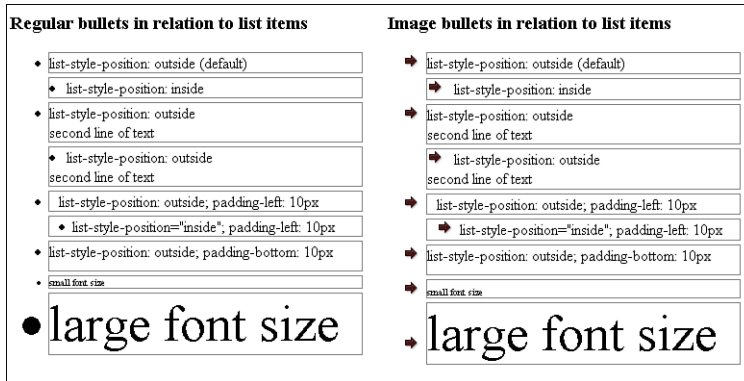 Regular bullets in relation to list items
list-style-position: outside (default)
list-style-position: inside
list-style-position: outside
second line of text
list-style-position: outside
second line of text
list-style-position: outside; padding-left: 10px
list-style-position="inside"; padding-left: 10px
list-style-position: outside; padding-bottom: 10px
small font size
large font size
Image bullets in relation to list items
list-style-position: outside (default)
list-style-position: inside
list-style-position: outside
second line of text
list-style-position: outside
second line of text
list-style-position: outside; padding-left: 10px
list-style-position="inside"; padding-left: 10px
list-style-position: outside; padding-bottom: 10px
small font size
large font size